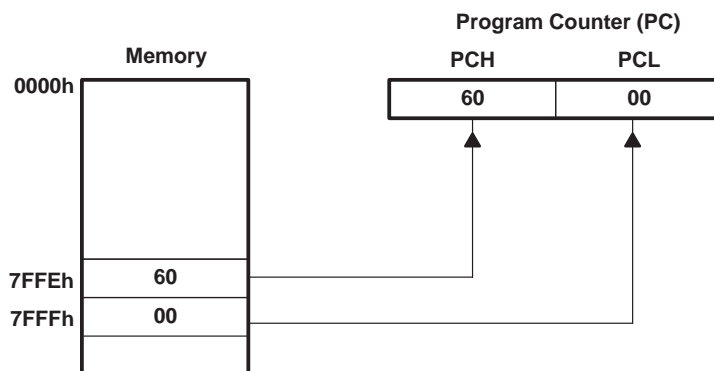 Program Counter (PC)
Memory
PCH PCL
0000h
60 00
7FFEh 60
7FFFh 00